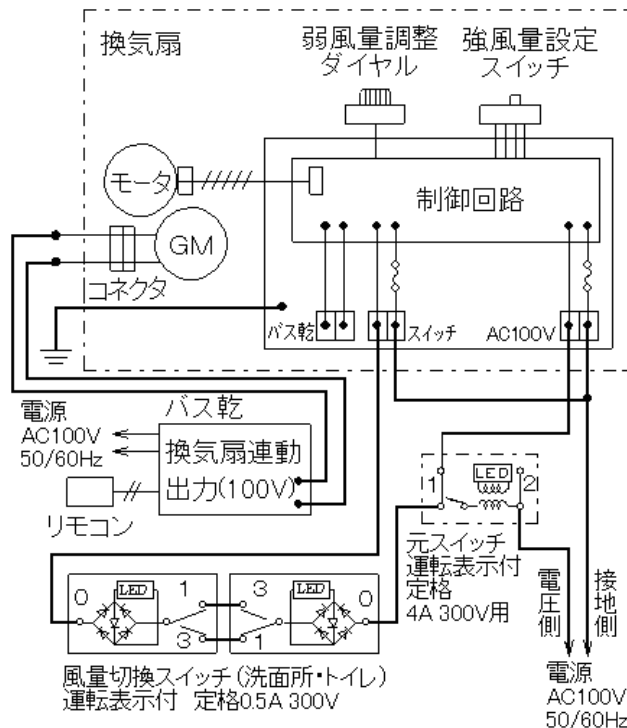 換気扇
弱風量調整
ダイヤル
強風量設定
スイッチ
モータ
制御回路
GM
コネクタ
バス乾
スイッチ
AC100V
バス乾
電源
AC100V
50/60Hz
換気扇連動
出力(100V)
リモコン
LED
1
2
元スイッチ
運転表示付
定格
4A 300V用
電圧側
接地側
0
LED
1
3
3
1
LED
0
風量切換スイッチ(洗面所・トイレ)
運転表示付 定格0.5A 300V
電源
AC100V
50/60Hz